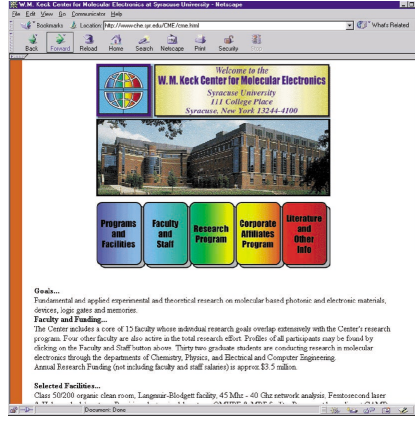 W. M. Keck Center for Molecular Electronics at Syracuse University - Netscape
File Edit View Go Communicator Help
Bookmarks Location: http://www.che.syr.edu/CME/cme.html What's Related
Back Forward Reload Home Search Netscape Print Security
Welcome to the
W. M. Keck Center for Molecular Electronics
Syracuse University
111 College Place
Syracuse, New York 13244-4100
Programs and Facilities
Faculty and Staff
Research Program
Corporate Affiliates Program
Literature and Other Info
Goals...
Fundamental and applied experimental and theoretical research on molecular based photonic and electronic materials,
devices, logic gates and memories.
Faculty and Funding...
The Center includes a core of 15 faculty whose individual research goals overlap extensively with the Center's research
program. Four other faculty are also active in the total research effort. Profiles of all participants may be found by
clicking on the Faculty and Staff button above. Thirty two graduate students are conducting research in molecular
electronics through the departments of Chemistry, Physics, and Electrical and Computer Engineering.
Annual Research Funding (not including faculty and staff salaries) is approx $3.5 million.
Selected Facilities...
Class 50/200 organic clean room, Langmuir-Blodgett facility, 45 Mhz - 40 Ghz network analysis, Femtosecond laser
Document: Done